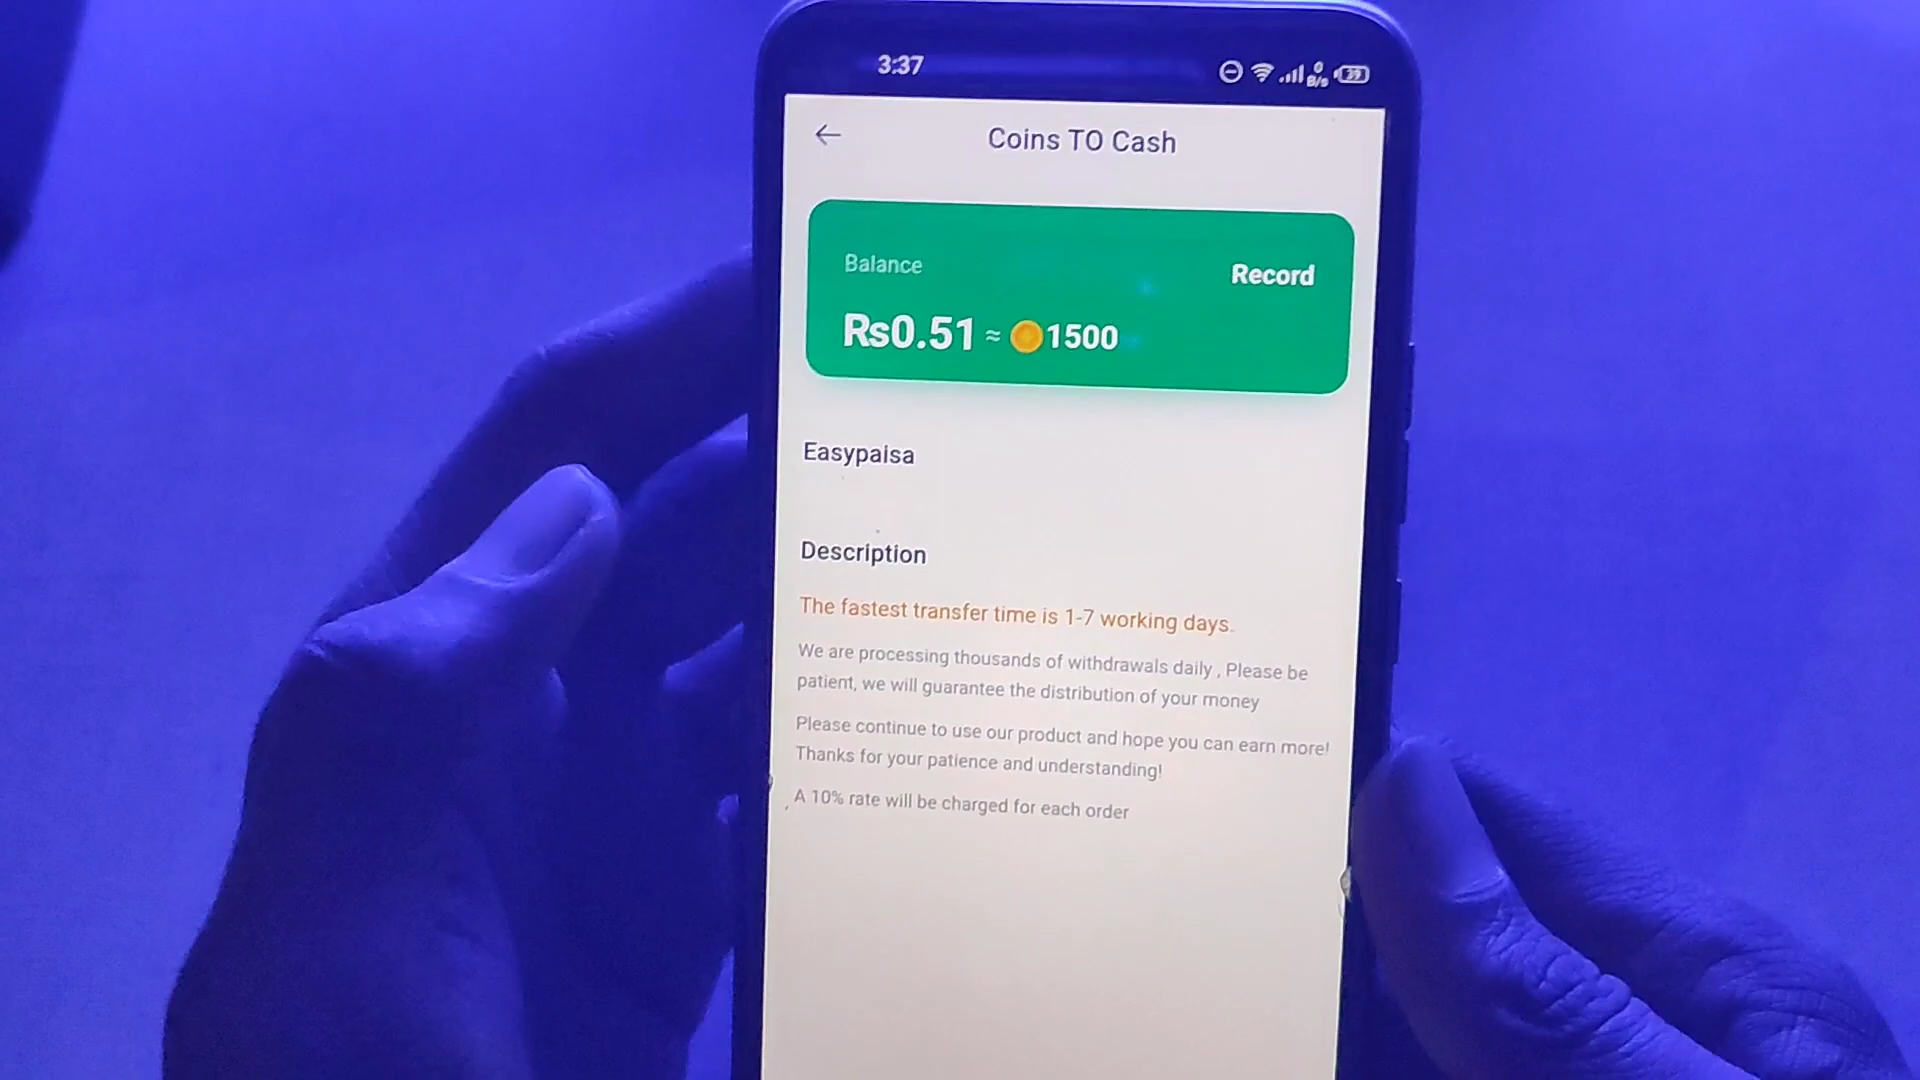 3:37
0
B/s
39
Coins TO Cash
Balance
Record
Rs0.51 ≈ 1500
Easypaisa
Description
The fastest transfer time is 1-7 working days.
We are processing thousands of withdrawals daily , Please be
patient, we will guarantee the distribution of your money
Please continue to use our product and hope you can earn more!
Thanks for your patience and understanding!
A 10% rate will be charged for each order